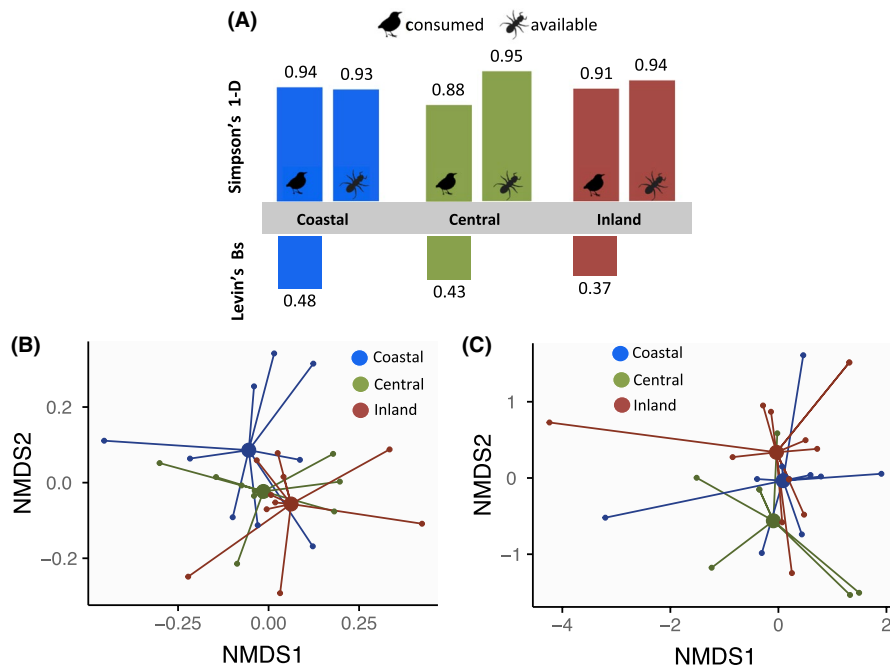 (A)
consumed available
Simpson's 1-D
0.94 0.93 0.88 0.95 0.91 0.94
Coastal Central Inland
Levin's Bs
0.48 0.43 0.37
(B)
Coastal
Central
Inland
NMDS2
0.2
0.0
−0.2
−0.25 0.00 0.25
NMDS1
(C)
Coastal
Central
Inland
NMDS2
1
0
−1
−4 −2 0 2
NMDS1